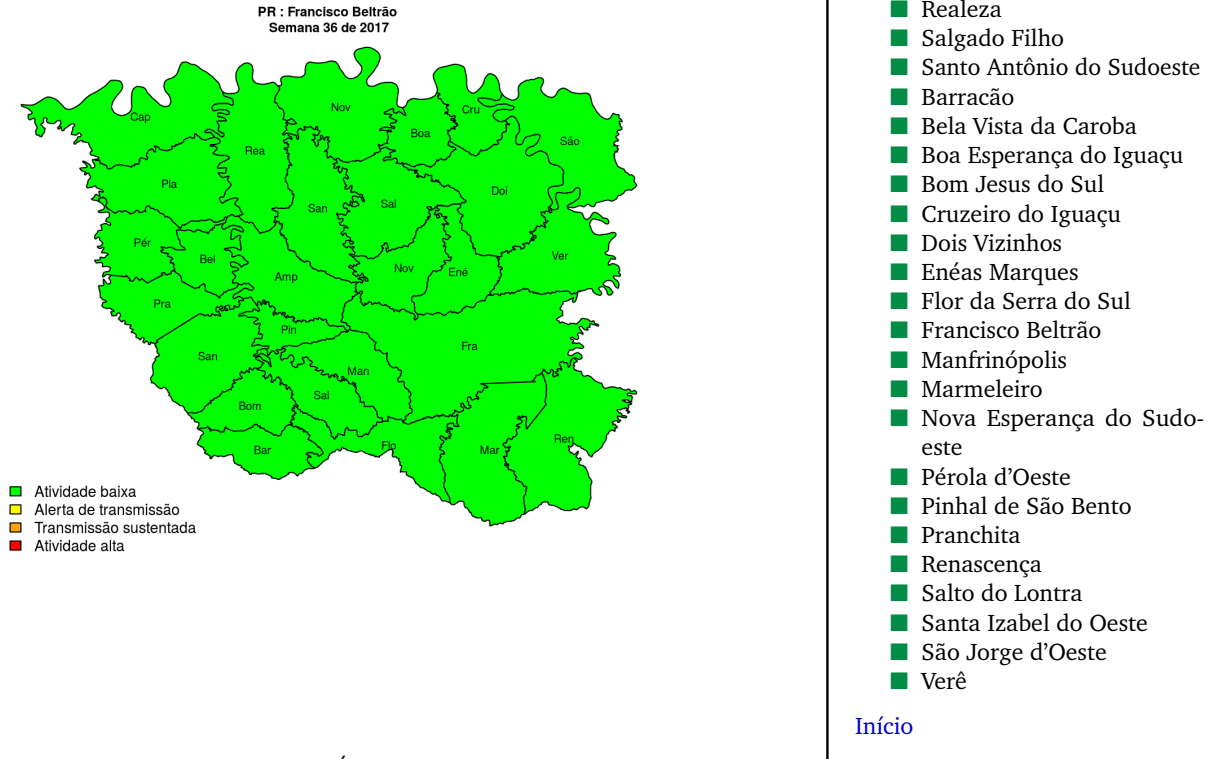 PR : Francisco Beltrão
Semana 36 de 2017
Nov
Cru
Cap
Boa
São
Rea
Pla
Doi
San
Sal
Pér
Bel
Ver
Nov
Ené
Amp
Pra
Pin
Fra
San
Man
Sal
Bom
Ren
Flo
Bar
Mar
Atividade baixa
Alerta de transmissão
Transmissão sustentada
Atividade alta
Realeza
Salgado Filho
Santo Antônio do Sudoeste
Barracão
Bela Vista da Caroba
Boa Esperança do Iguaçu
Bom Jesus do Sul
Cruzeiro do Iguaçu
Dois Vizinhos
Enéas Marques
Flor da Serra do Sul
Francisco Beltrão
Manfrinópolis
Marmeleiro
Nova Esperança do Sudo-
este
Pérola d’Oeste
Pinhal de São Bento
Pranchita
Renascença
Salto do Lontra
Santa Izabel do Oeste
São Jorge d’Oeste
Verê
Início